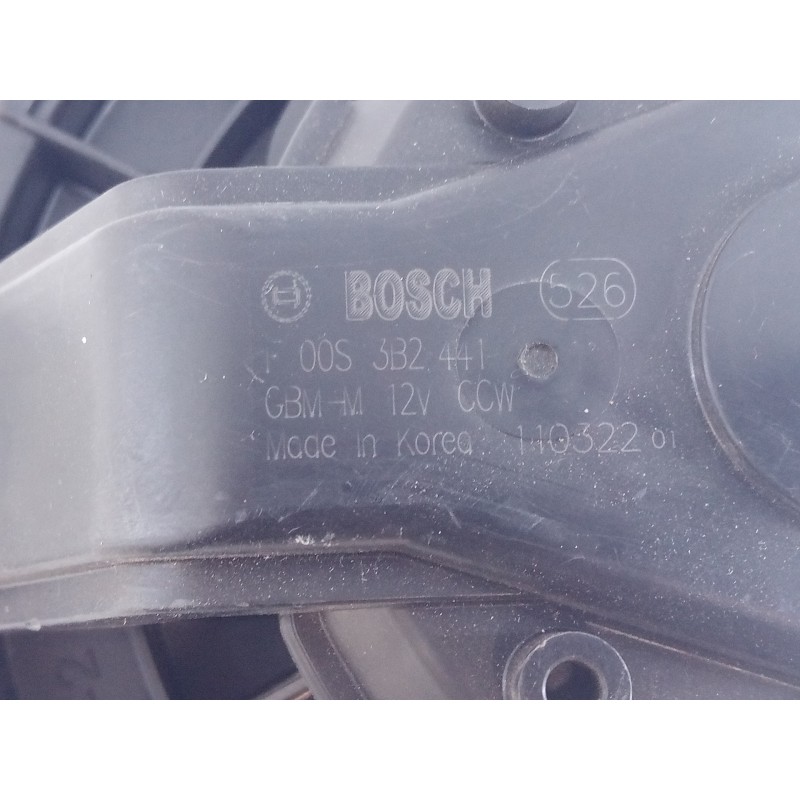 BOSCH 526
F 00S 3B2 441
GBM-M 12V CCW
Made in Korea 110322 01